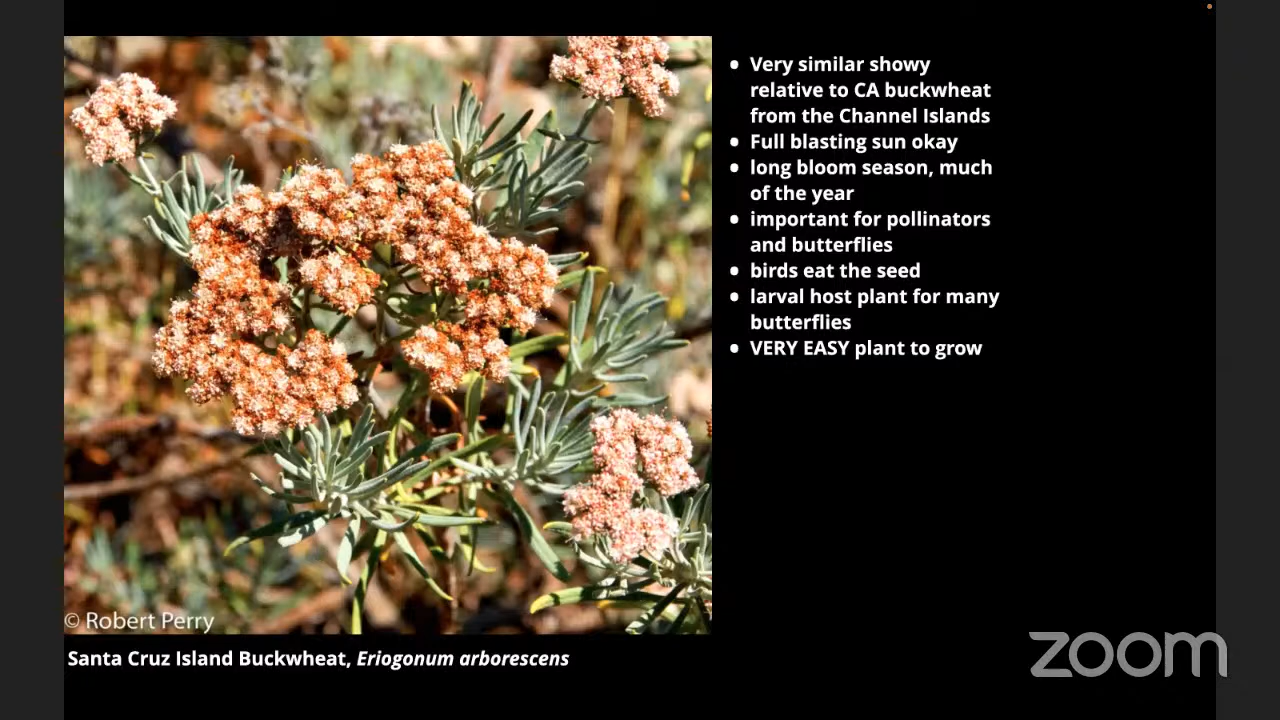 • Very similar showy
relative to CA buckwheat
from the Channel Islands
• Full blasting sun okay
• long bloom season, much
of the year
• important for pollinators
and butterflies
• birds eat the seed
• larval host plant for many
butterflies
• VERY EASY plant to grow
© Robert Perry
Santa Cruz Island Buckwheat, Eriogonum arborescens
zoom